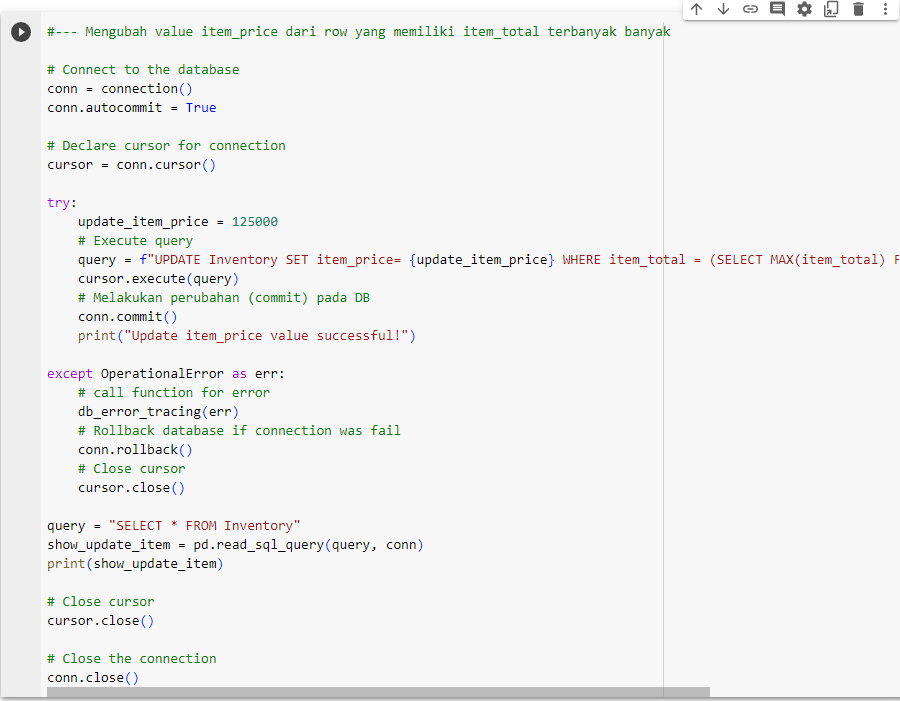 #--- Mengubah value item_price dari row yang memiliki item_total terbanyak banyak
# Connect to the database
conn = connection()
conn.autocommit = True
# Declare cursor for connection
cursor = conn.cursor()
try:
    update_item_price = 125000
    # Execute query
    query = f"UPDATE Inventory SET item_price= {update_item_price} WHERE item_total = (SELECT MAX(item_total)
    cursor.execute(query)
    # Melakukan perubahan (commit) pada DB
    conn.commit()
    print("Update item_price value successful!")
except OperationalError as err:
    # call function for error
    db_error_tracing(err)
    # Rollback database if connection was fail
    conn.rollback()
    # Close cursor
    cursor.close()
query = "SELECT * FROM Inventory"
show_update_item = pd.read_sql_query(query, conn)
print(show_update_item)
# Close cursor
cursor.close()
# Close the connection
conn.close()